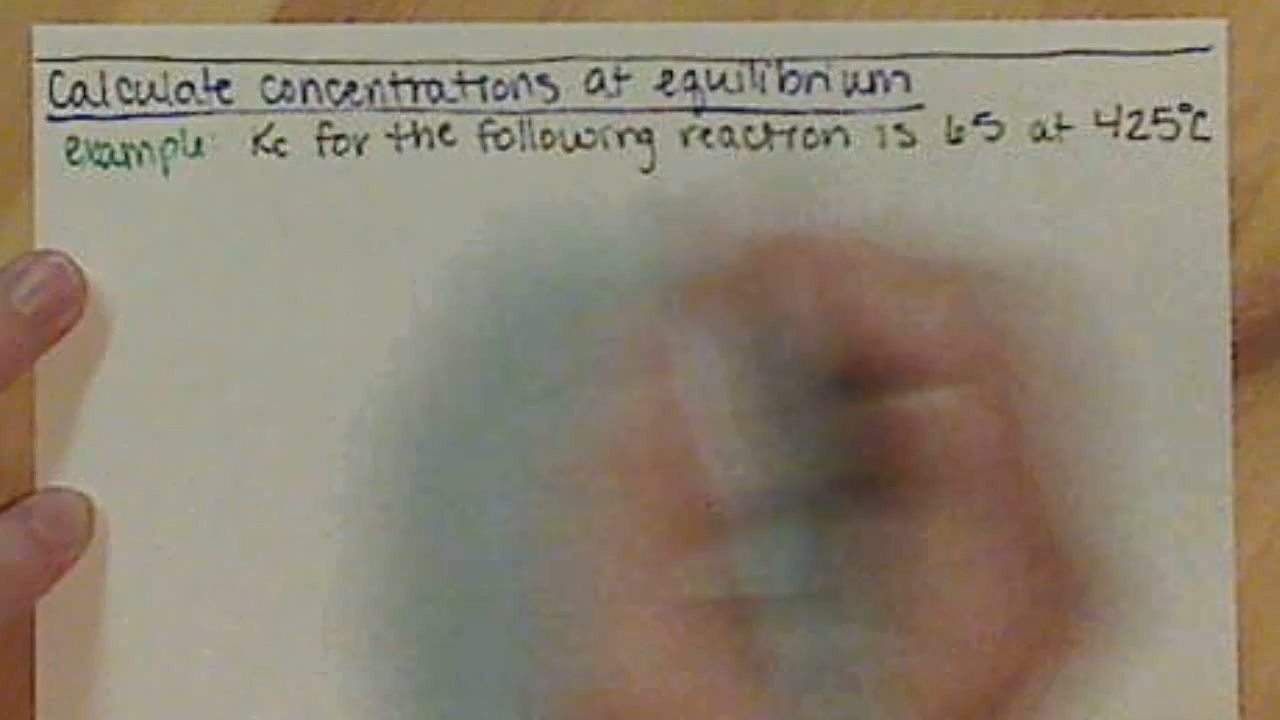 Calculate concentrations at equilibrium
example: Kc for the following reaction is 65 at 425°C